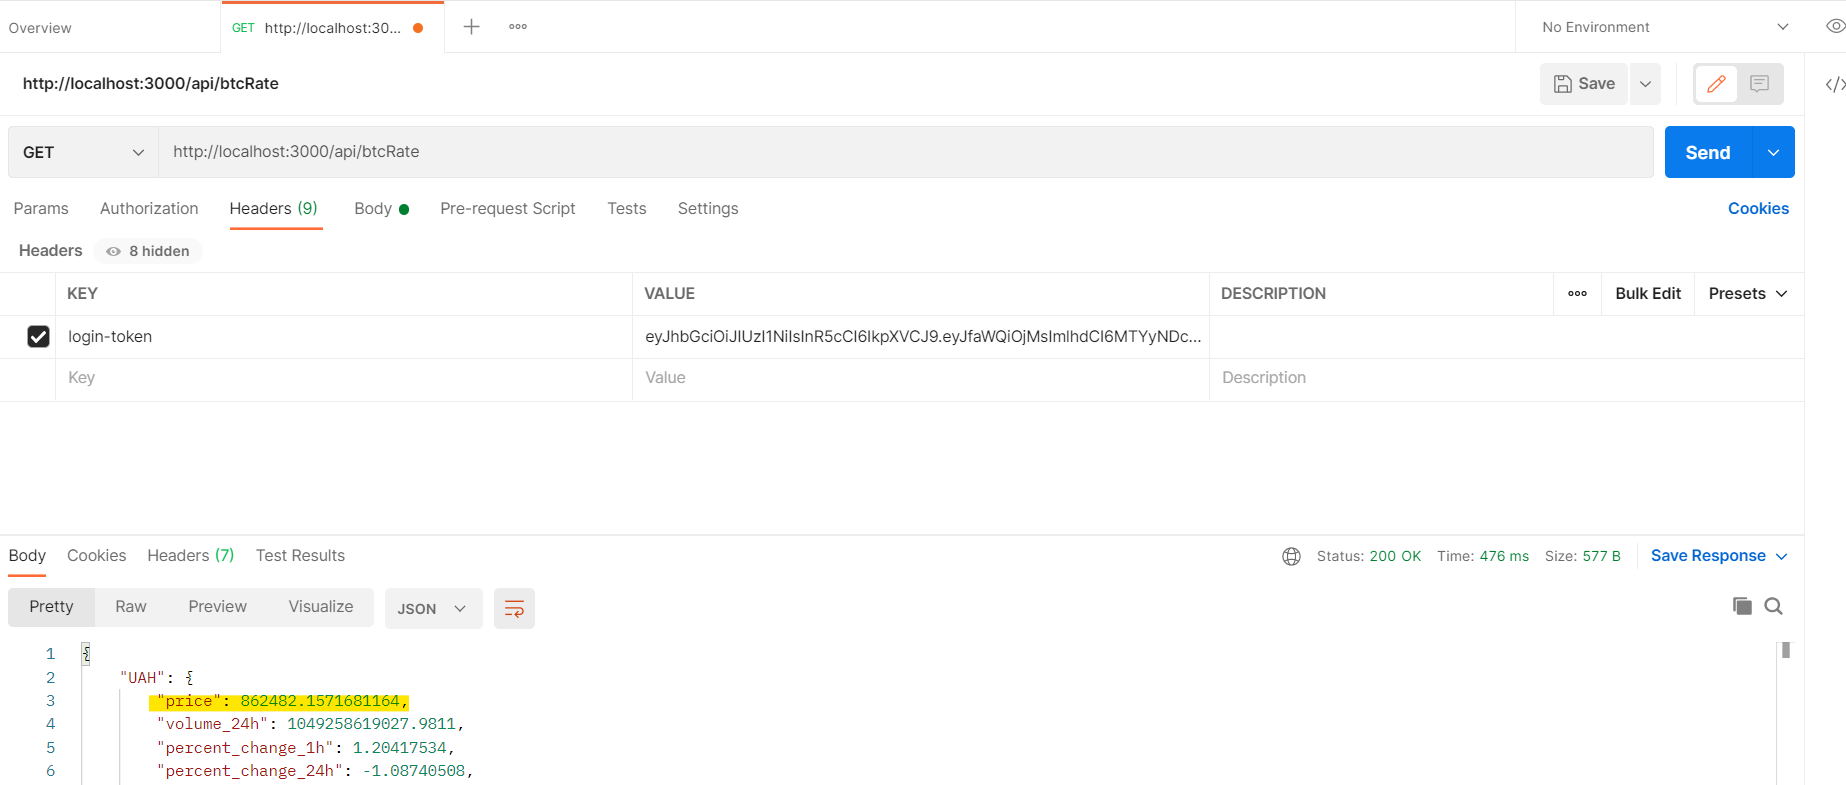 Overview
GET http://localhost:30...
No Environment
http://localhost:3000/api/btcRate
Save
GET
http://localhost:3000/api/btcRate
Send
Params Authorization Headers (9) Body Pre-request Script Tests Settings
Cookies
Headers 8 hidden
KEY VALUE DESCRIPTION ooo Bulk Edit Presets
login-token eyJhbGciOiJIUzI1NiIsInR5cCI6IkpXVCJ9.eyJfaWQiOjMsImlhdCI6MTYyNDc...
Key Value Description
Body Cookies Headers (7) Test Results
Status: 200 OK Time: 476 ms Size: 577 B Save Response
Pretty Raw Preview Visualize JSON
1 {
2 "UAH": {
3 "price": 862482.1571681164,
4 "volume_24h": 1049258619027.9811,
5 "percent_change_1h": 1.20417534,
6 "percent_change_24h": -1.08740508,